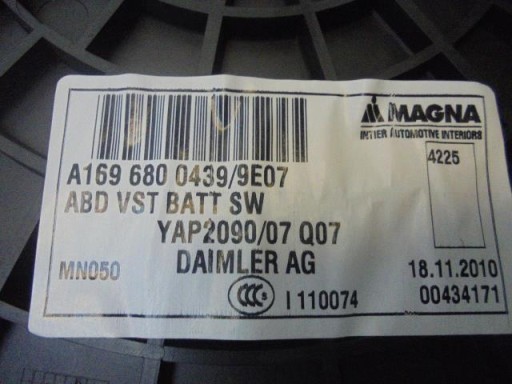 MAGNA
INTIER AUTOMOTIVE INTERIORS
4225
A169 680 0439/9E07
ABD VST BATT SW
YAP2090/07 Q07
MN050 DAIMLER AG 18.11.2010
CCC I 110074 00434171